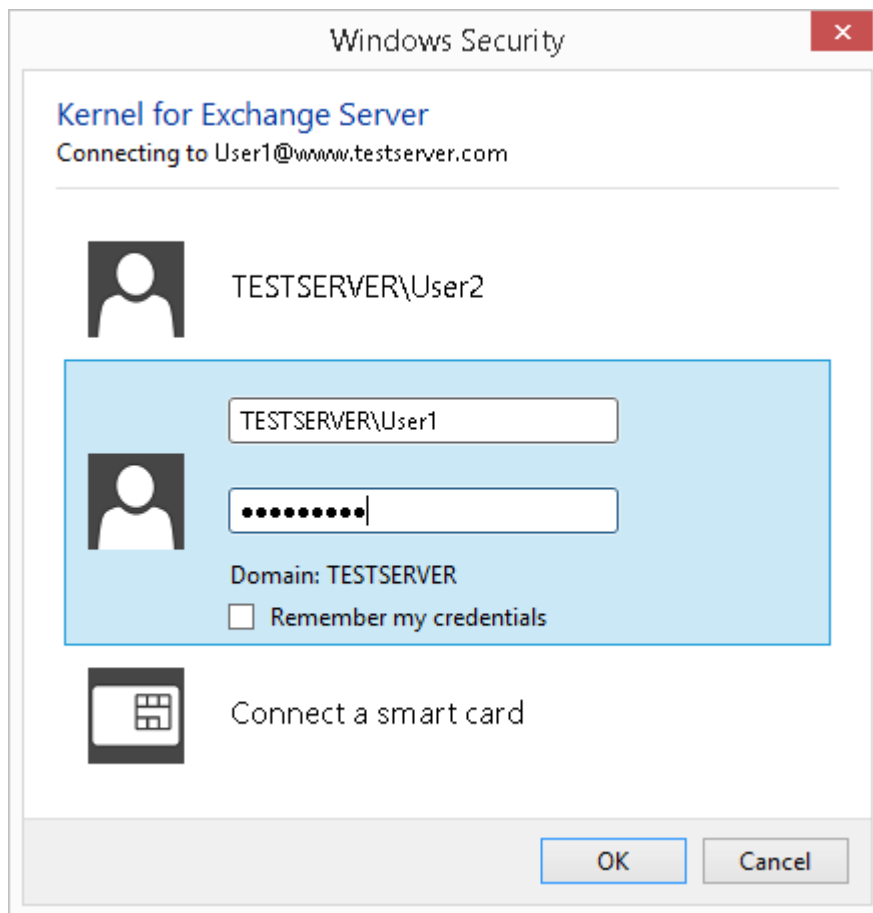 Windows Security
Kernel for Exchange Server
Connecting to User1@www.testserver.com
TESTSERVER\User2
TESTSERVER\User1
●●●●●●●●●
Domain: TESTSERVER
Remember my credentials
Connect a smart card
OK
Cancel